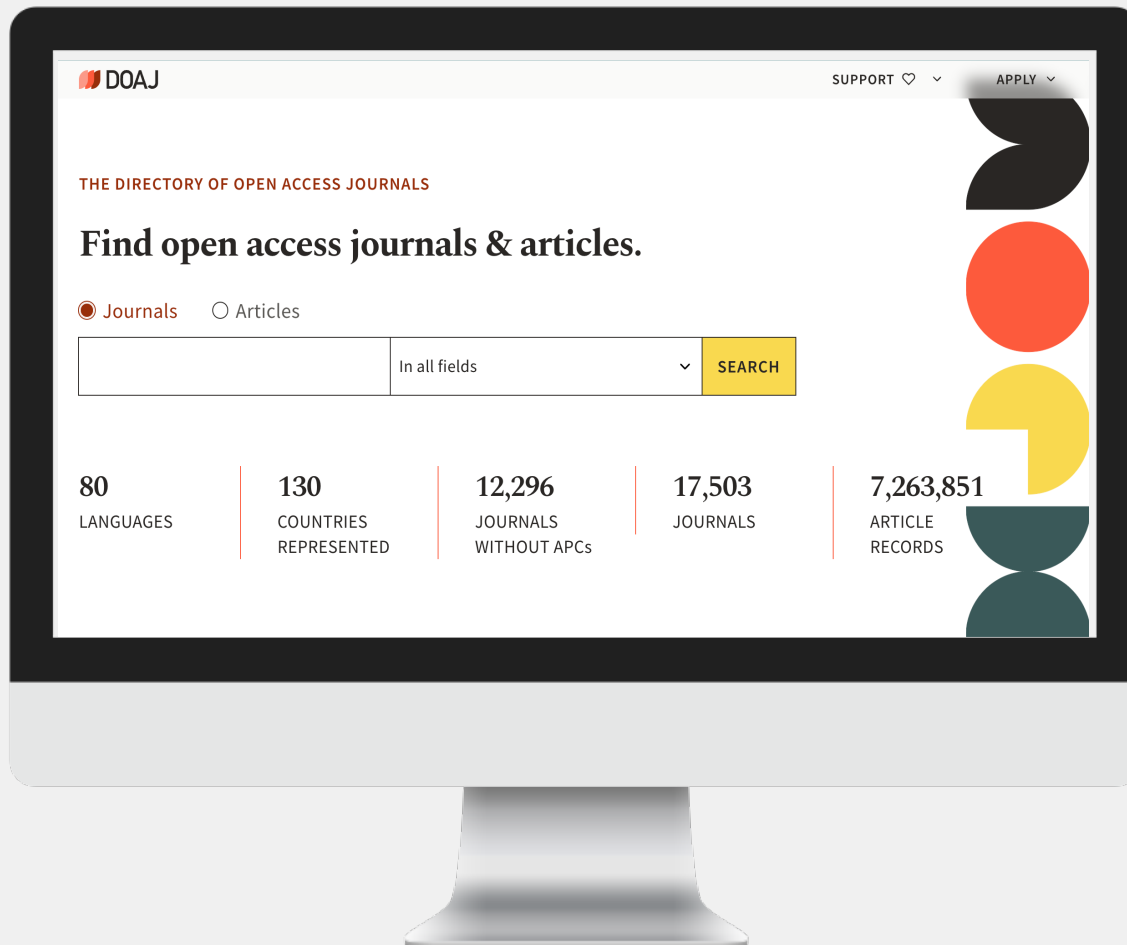 DOAJ
SUPPORT
APPLY
THE DIRECTORY OF OPEN ACCESS JOURNALS
Find open access journals & articles.
Journals
Articles
In all fields
SEARCH
80
LANGUAGES
130
COUNTRIES
REPRESENTED
12,296
JOURNALS
WITHOUT APCs
17,503
JOURNALS
7,263,851
ARTICLE
RECORDS